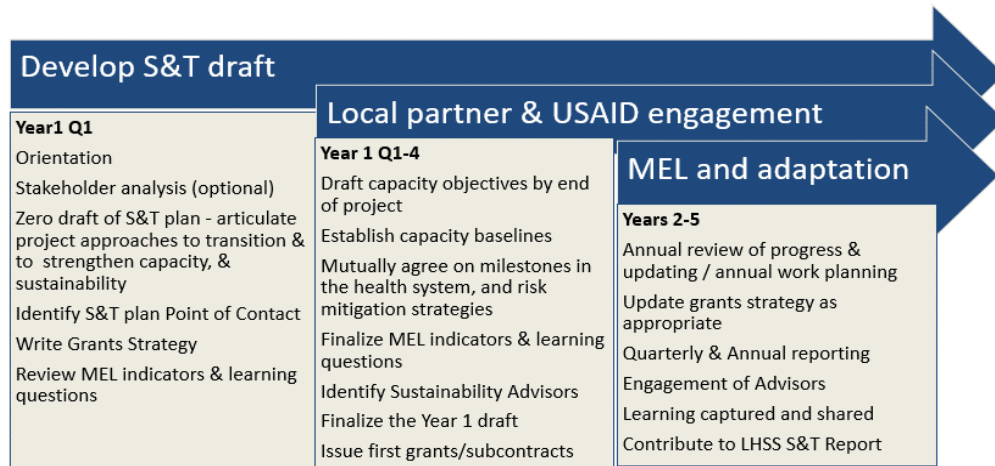 Develop S&T draft
Year1 Q1
Orientation
Stakeholder analysis (optional)
Zero draft of S&T plan - articulate
project approaches to transition &
to strengthen capacity, &
sustainability
Identify S&T plan Point of Contact
Write Grants Strategy
Review MEL indicators & learning
questions
Local partner & USAID engagement
Year 1 Q1-4
Draft capacity objectives by end
of project
Establish capacity baselines
Mutually agree on milestones in
the health system, and risk
mitigation strategies
Finalize MEL indicators & learning
questions
Identify Sustainability Advisors
Finalize the Year 1 draft
Issue first grants/subcontracts
MEL and adaptation
Years 2-5
Annual review of progress &
updating / annual work planning
Update grants strategy as
appropriate
Quarterly & Annual reporting
Engagement of Advisors
Learning captured and shared
Contribute to LHSS S&T Report